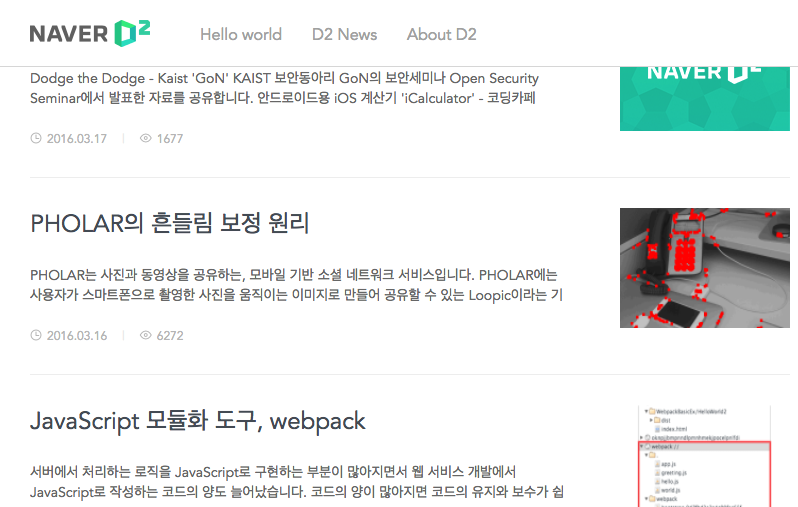 NAVER D2
Hello world
D2 News
About D2
Dodge the Dodge - Kaist 'GoN' KAIST 보안동아리 GoN의 보안세미나 Open Security
Seminar에서 발표한 자료를 공유합니다. 안드로이드용 iOS 계산기 'iCalculator' - 코딩카페
2016.03.17
1677
NAVER D2
PHOLAR의 흔들림 보정 원리
PHOLAR는 사진과 동영상을 공유하는, 모바일 기반 소셜 네트워크 서비스입니다. PHOLAR에는
사용자가 스마트폰으로 촬영한 사진을 움직이는 이미지로 만들어 공유할 수 있는 Loopic이라는 기
2016.03.16
6272
JavaScript 모듈화 도구, webpack
서버에서 처리하는 로직을 JavaScript로 구현하는 부분이 많아지면서 웹 서비스 개발에서
JavaScript로 작성하는 코드의 양도 늘어났습니다. 코드의 양이 많아지면 코드의 유지와 보수가 쉽
WebpackBasicEx/HelloWorld2
dist
index.html
webpack://
.
app.js
greeting.js
hello.js
world.js
webpack